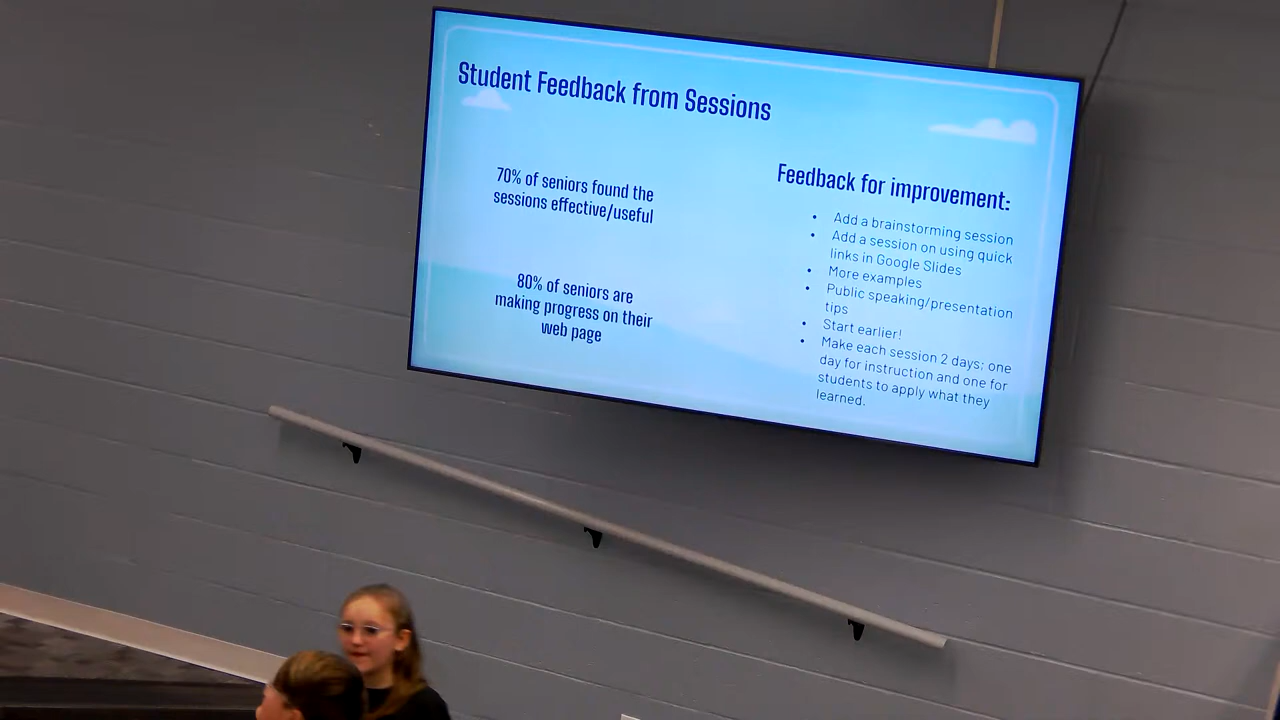 Student Feedback from Sessions
70% of seniors found the
sessions effective/useful
80% of seniors are
making progress on their
web page
Feedback for improvement:
• Add a brainstorming session
• Add a session on using quick
links in Google Slides
• More examples
• Public speaking/presentation
tips
• Start earlier!
• Make each session 2 days; one
day for instruction and one for
students to apply what they
learned.